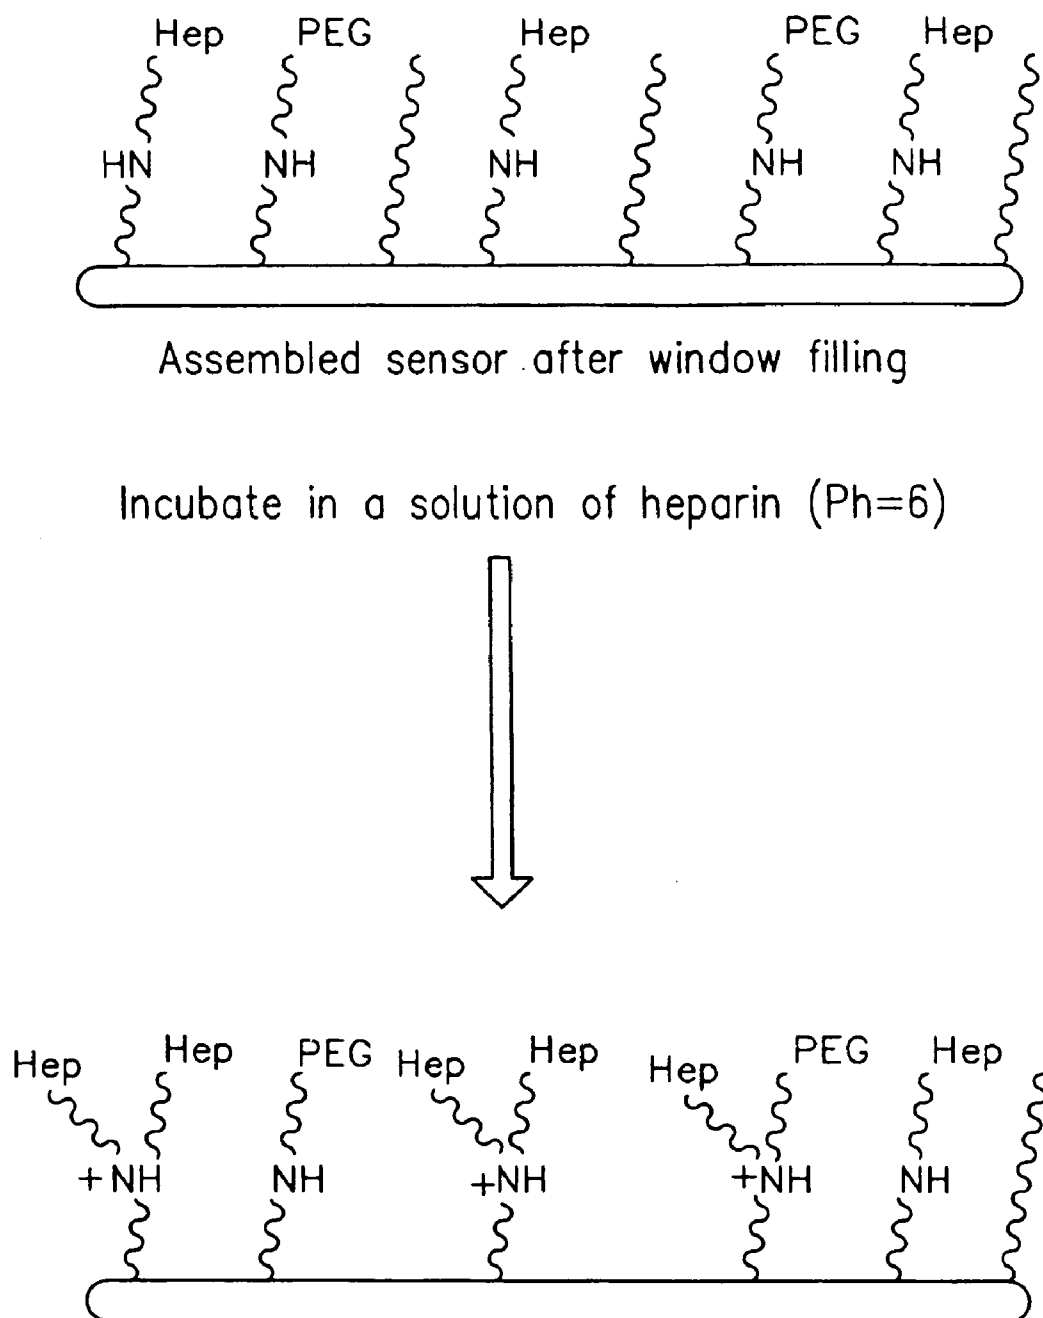 Hep PEG Hep PEG Hep
HN NH NH NH NH
Assembled sensor after window filling
Incubate in a solution of heparin (Ph=6)
Hep Hep PEG Hep Hep Hep PEG Hep
+NH NH +NH +NH NH